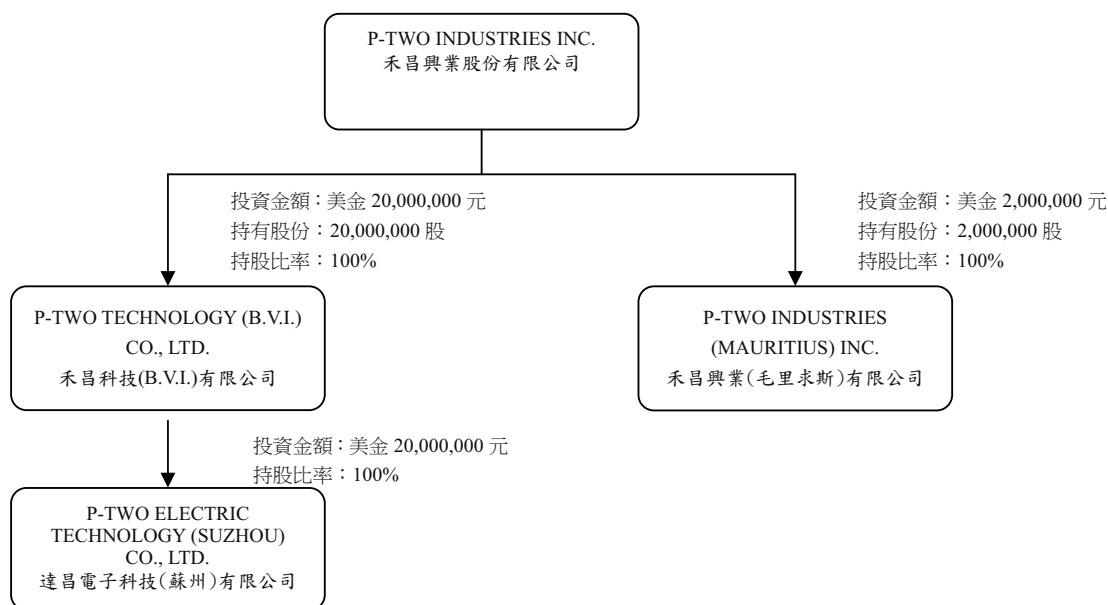 P-TWO INDUSTRIES INC.
禾昌興業股份有限公司
投資金額：美金 20,000,000 元
持有股份：20,000,000 股
持股比率：100%
投資金額：美金 2,000,000 元
持有股份：2,000,000 股
持股比率：100%
P-TWO TECHNOLOGY (B.V.I.)
CO., LTD.
禾昌科技(B.V.I.)有限公司
P-TWO INDUSTRIES
(MAURITIUS) INC.
禾昌興業(毛里求斯)有限公司
投資金額：美金 20,000,000 元
持股比率：100%
P-TWO ELECTRIC
TECHNOLOGY (SUZHOU)
CO., LTD.
達昌電子科技(蘇州)有限公司